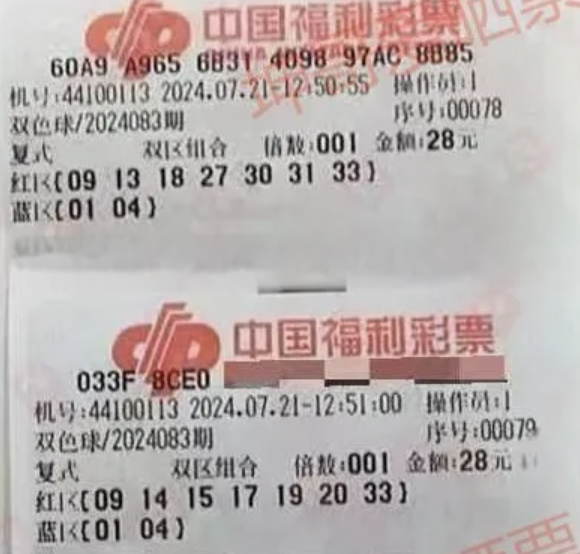 中国福利彩票
60A9 A965 6B31 4098 97AC 8B85
机号:44100113 2024.07.21-12:50:55 操作员:1
双色球/2024083期 序号:00078
复式 双区组合 倍数:001 金额:28元
红区[09 13 18 27 30 31 33]
蓝区[01 04]
中国福利彩票
033F 8CE0
机号:44100113 2024.07.21-12:51:00 操作员:1
双色球/2024083期 序号:00079
复式 双区组合 倍数:001 金额:28元
红区[09 14 15 17 19 20 33]
蓝区[01 04]